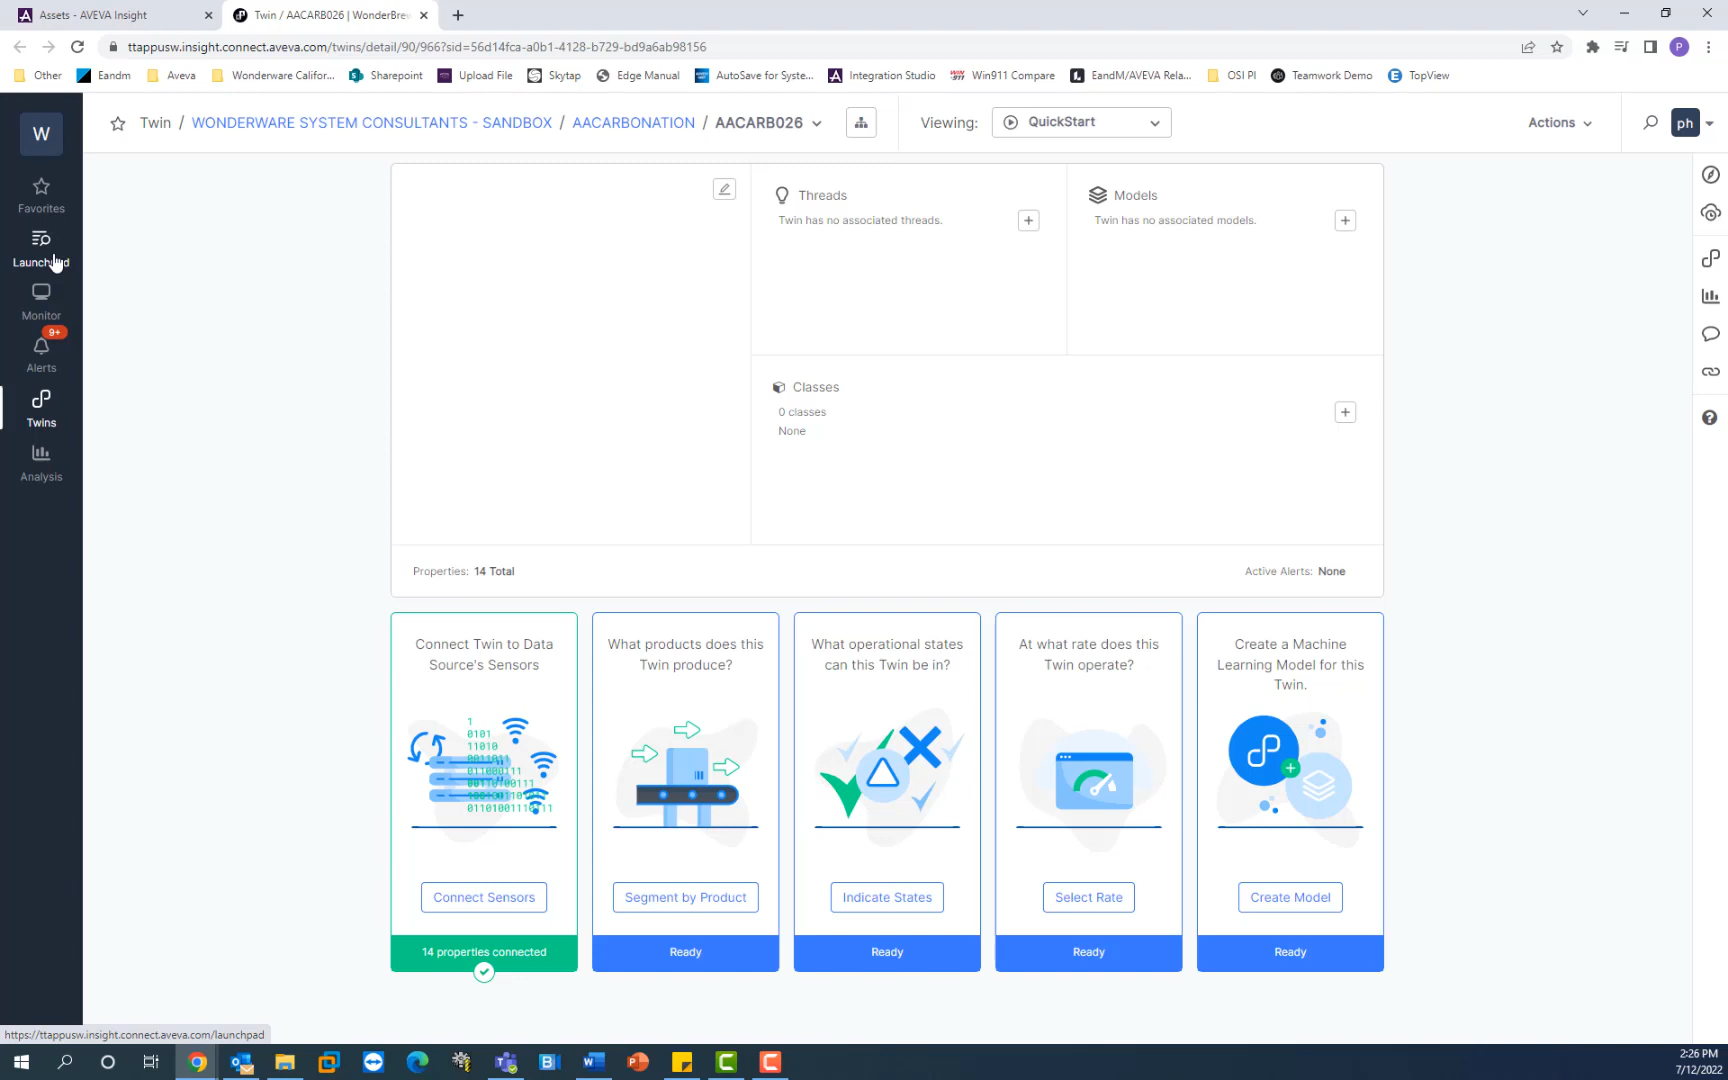 Assets - AVEVA Insight
Twin / AACARB026 | WonderBrew
ttappusw.insight.connect.aveva.com/twins/detail/90/966?sid=56d14fca-a0b1-4128-b729-bd9a6ab98156
P
Other Eandm Aveva Wonderware Califor... Sharepoint Upload File Skytap Edge Manual AutoSave for Syste... Integration Studio Win911 Compare EandM/AVEVA Rela... OSI PI Teamwork Demo TopView
W
Twin / WONDERWARE SYSTEM CONSULTANTS - SANDBOX / AACARBONATION / AACARB026
Viewing: QuickStart
Actions
ph
Favorites
Launchpad
Monitor
9+
Alerts
Twins
Analysis
Threads
Twin has no associated threads.
Models
Twin has no associated models.
Classes
0 classes
None
Properties: 14 Total
Active Alerts: None
Connect Twin to Data
Source's Sensors
Connect Sensors
14 properties connected
What products does this
Twin produce?
Segment by Product
Ready
What operational states
can this Twin be in?
Indicate States
Ready
At what rate does this
Twin operate?
Select Rate
Ready
Create a Machine
Learning Model for this
Twin.
Create Model
Ready
https://ttappusw.insight.connect.aveva.com/launchpad
2:26 PM
7/12/2022